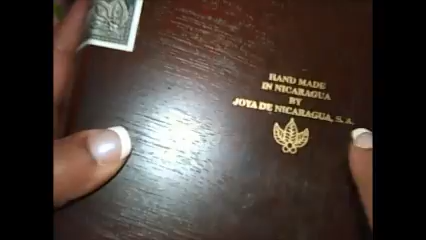 HAND MADE
IN NICARAGUA
BY
JOYA DE NICARAGUA, S. A.